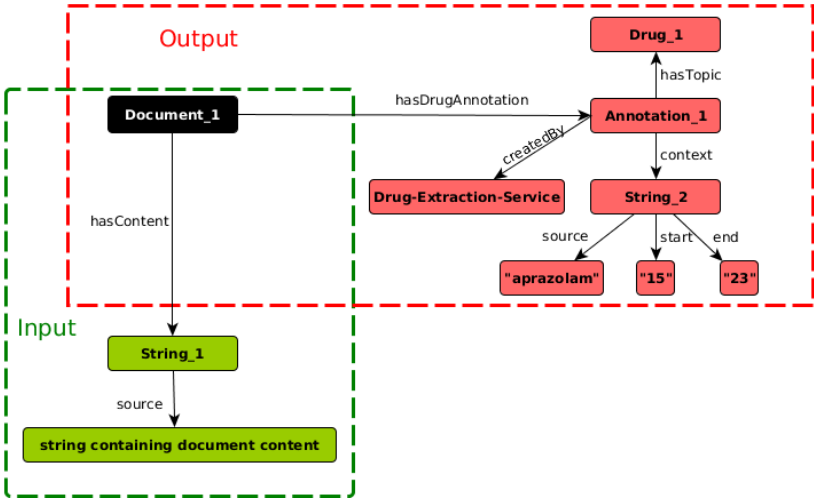 Output
Drug_1
hasTopic
hasDrugAnnotation
Document_1
Annotation_1
createdBy
context
Drug-Extraction-Service
String_2
hasContent
source
start
end
"aprazolam"
"15"
"23"
Input
String_1
source
string containing document content